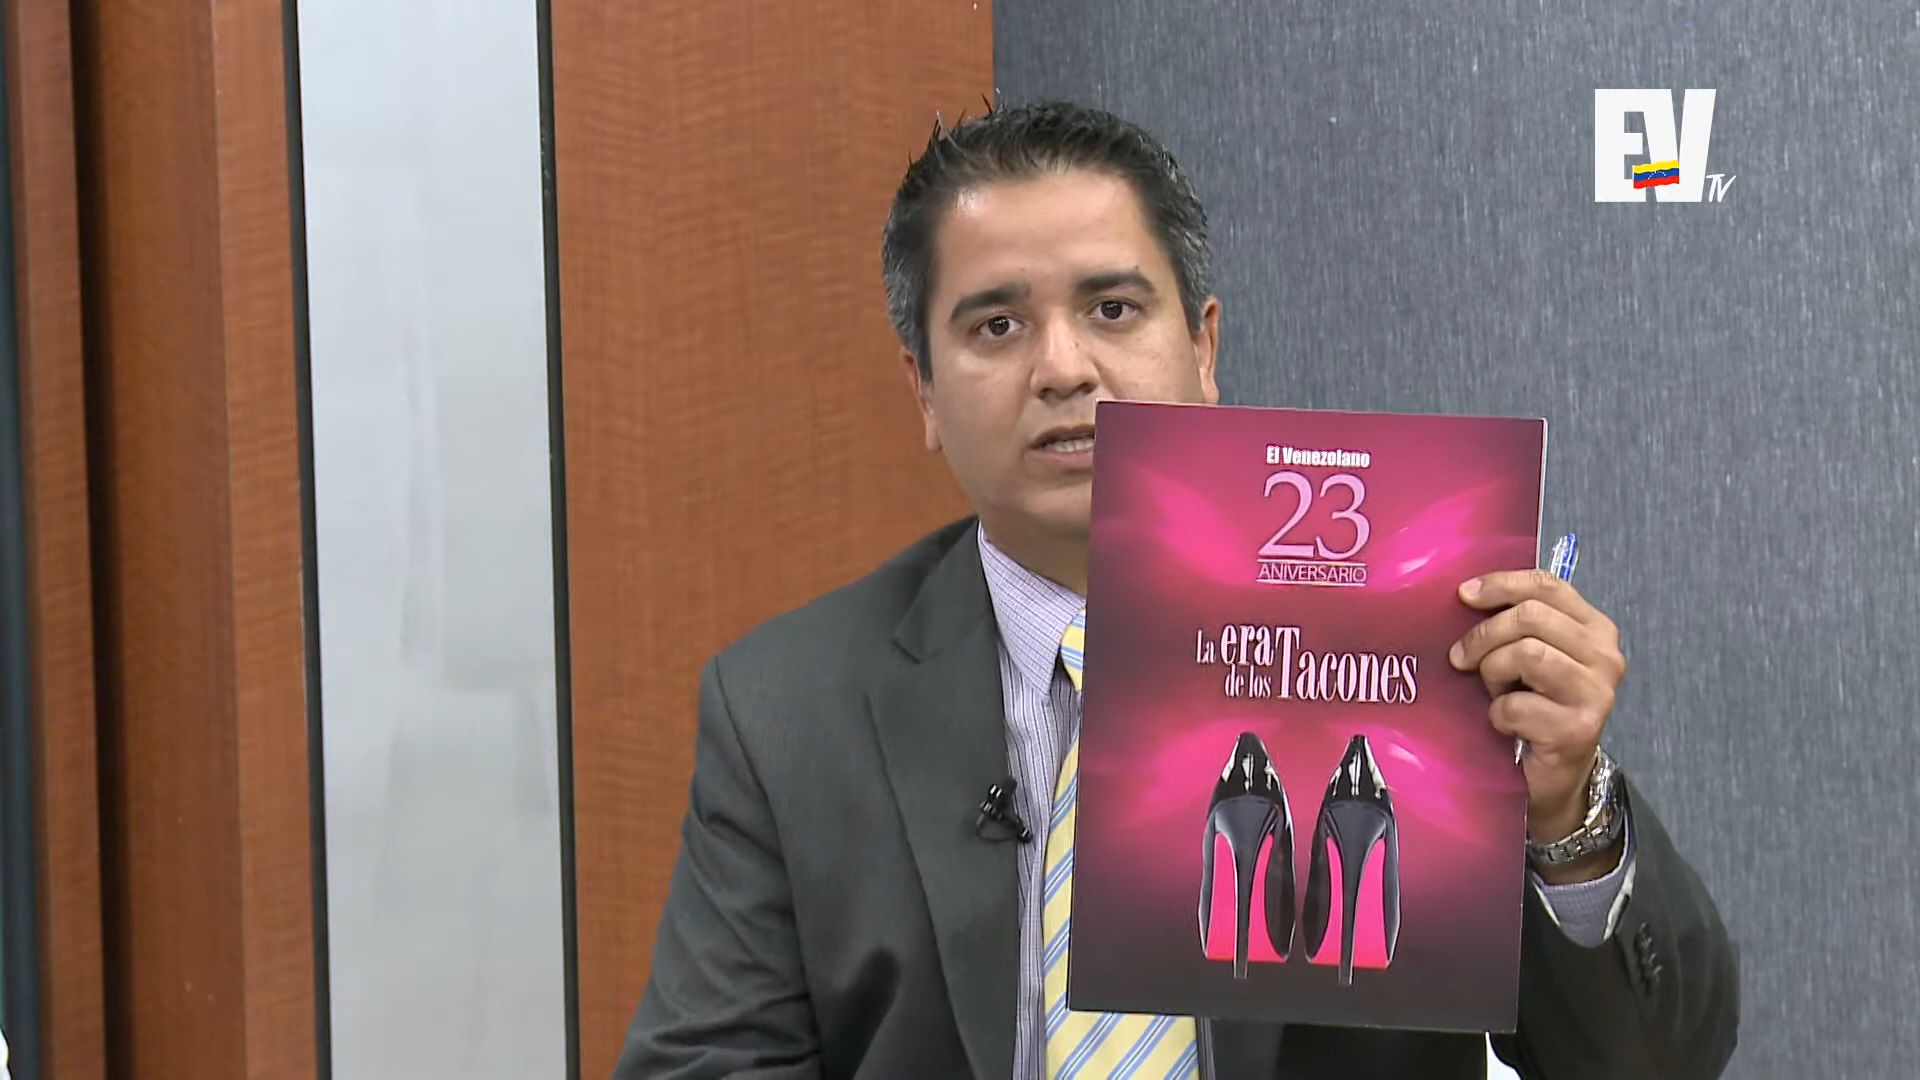 EV
TV
El Venezolano
23
ANIVERSARIO
La era
de los Tacones